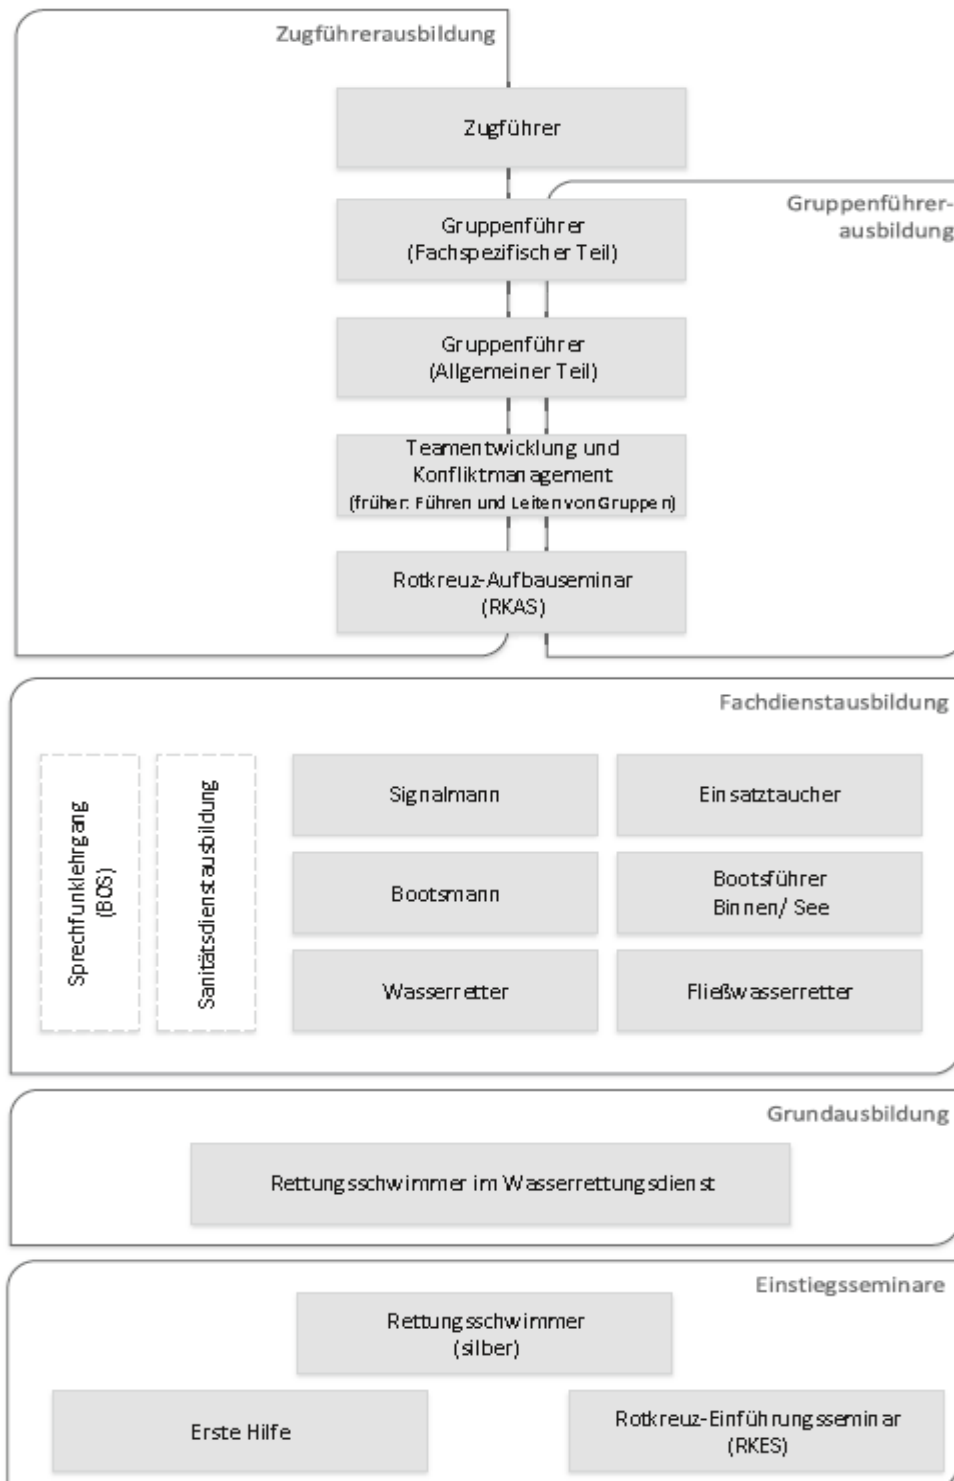 Zugführerausbildung
Zugführer
Gruppenführer-
ausbildung
Gruppenführer
(Fachspezifischer Teil)
Gruppenführer
(Allgemeiner Teil)
Teamentwicklung und
Konfliktmanagement
(früher: Führen und Leiten von Gruppen)
Rotkreuz-Aufbauseminar
(RKAS)
Fachdienstausbildung
Sprechfunklehrgang
(BOS)
Sanitätsdienstausbildung
Signalmann
Einsatztaucher
Bootsmann
Bootsführer
Binnen/ See
Wasserretter
Fließwasserretter
Grundausbildung
Rettungsschwimmer im Wasserrettungsdienst
Einstiegsseminare
Rettungsschwimmer
(silber)
Erste Hilfe
Rotkreuz-Einführungsseminar
(RKES)